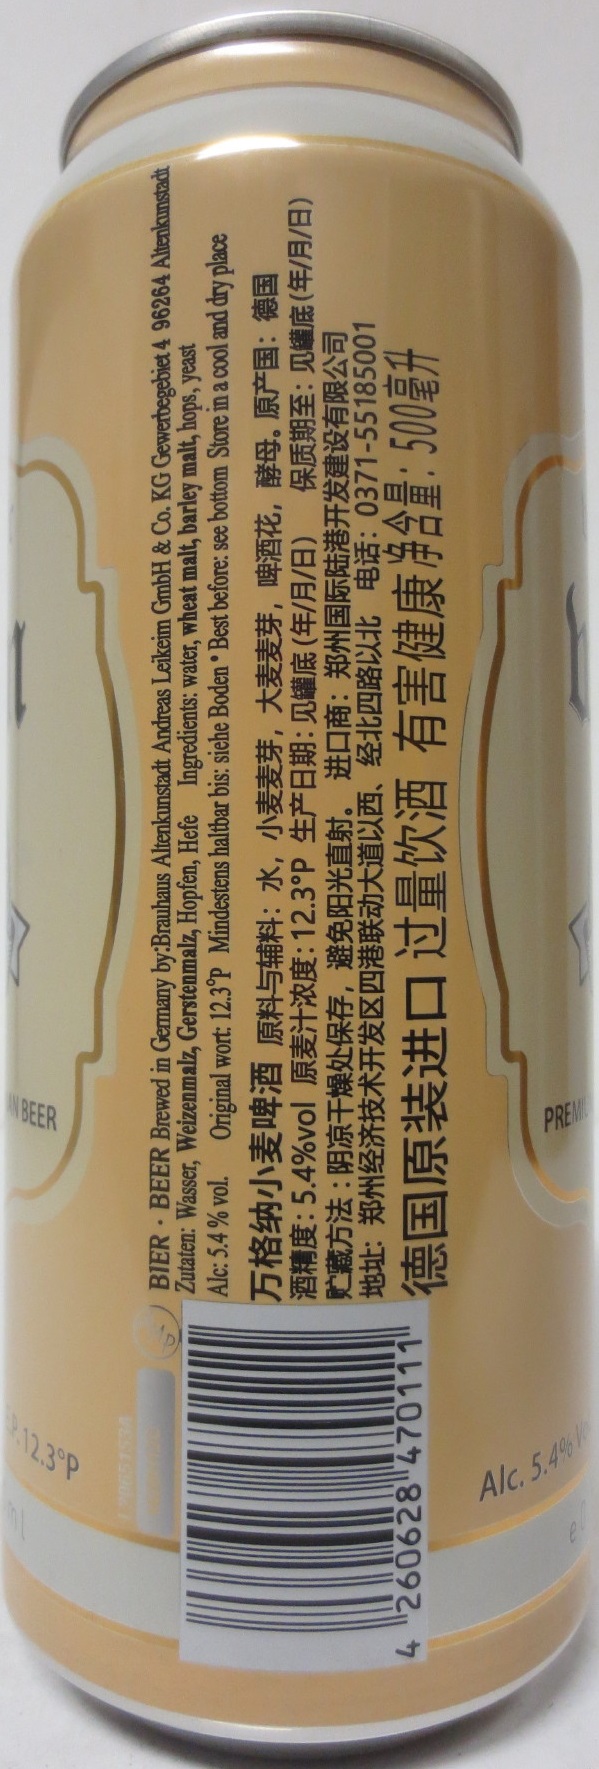 BIER · BEER Brewed in Germany by:Brauhaus Altenkunstadt Andreas Leikeim GmbH & Co. KG Gewerbegebiet 4 96264 Altenkunstadt
Zutaten: Wasser, Weizenmalz, Gerstenmalz, Hopfen, Hefe Ingredients: water, wheat malt, barley malt, hops, yeast
Alc: 5.4 % vol. Original wort: 12.3°P Mindestens haltbar bis: siehe Boden * Best before: see bottom Store in a cool and dry place
万格纳小麦啤酒 原料与辅料：水，小麦麦芽，大麦麦芽，啤酒花，酵母。原产国：德国
酒精度：5.4%vol 原麦汁浓度：12.3°P 生产日期：见罐底(年/月/日) 保质期至：见罐底(年/月/日)
贮藏方法：阴凉干燥处保存，避免阳光直射。 进口商：郑州国际陆港开发建设有限公司
地址：郑州经济技术开发区四港联动大道以西、经北四路以北 电话：0371-55185001
德国原装进口 过量饮酒 有害健康 净含量：500毫升
4 260628 470111
AN BEER
12.3°P
ml
PREMIU
Alc. 5.4% Vo
e 0